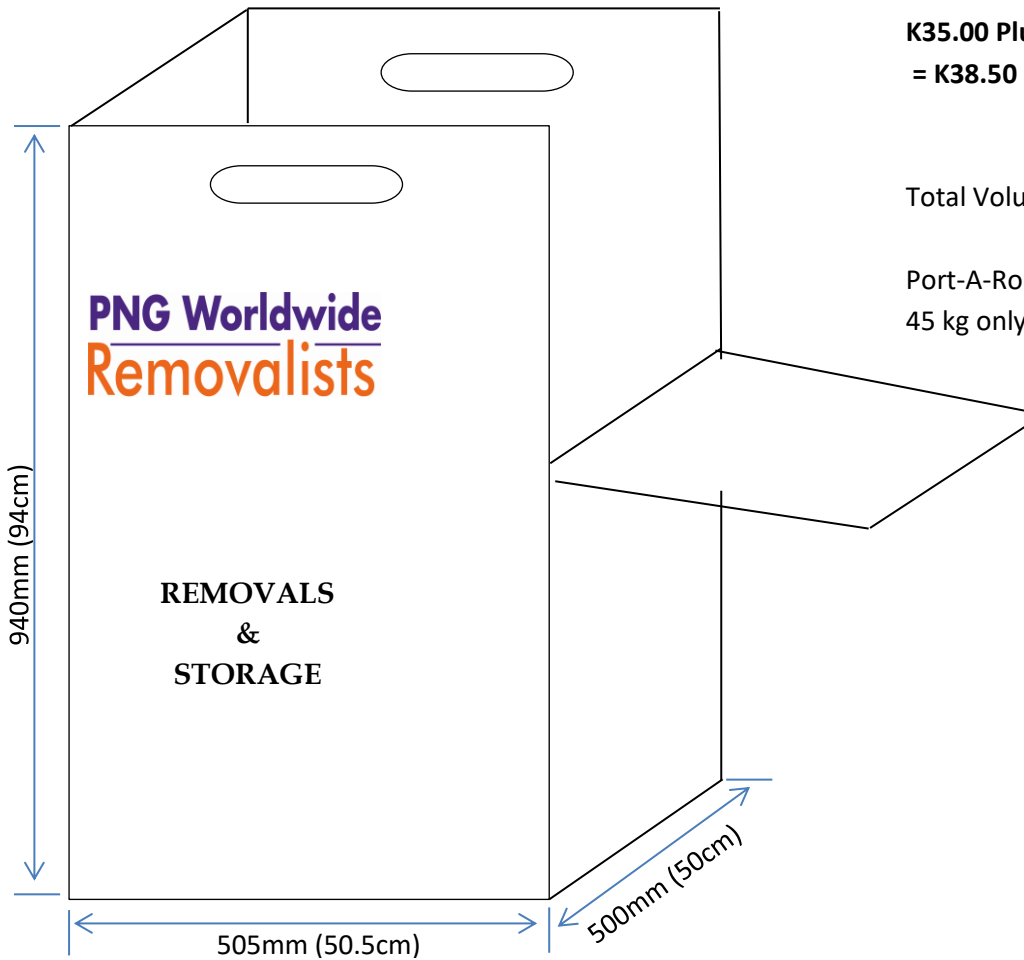 K35.00 Plu
= K38.50
Total Volu
Port-A-Ro
45 kg only
PNG Worldwide
Removalists
940mm (94cm)
REMOVALS
&
STORAGE
500mm (50cm)
505mm (50.5cm)